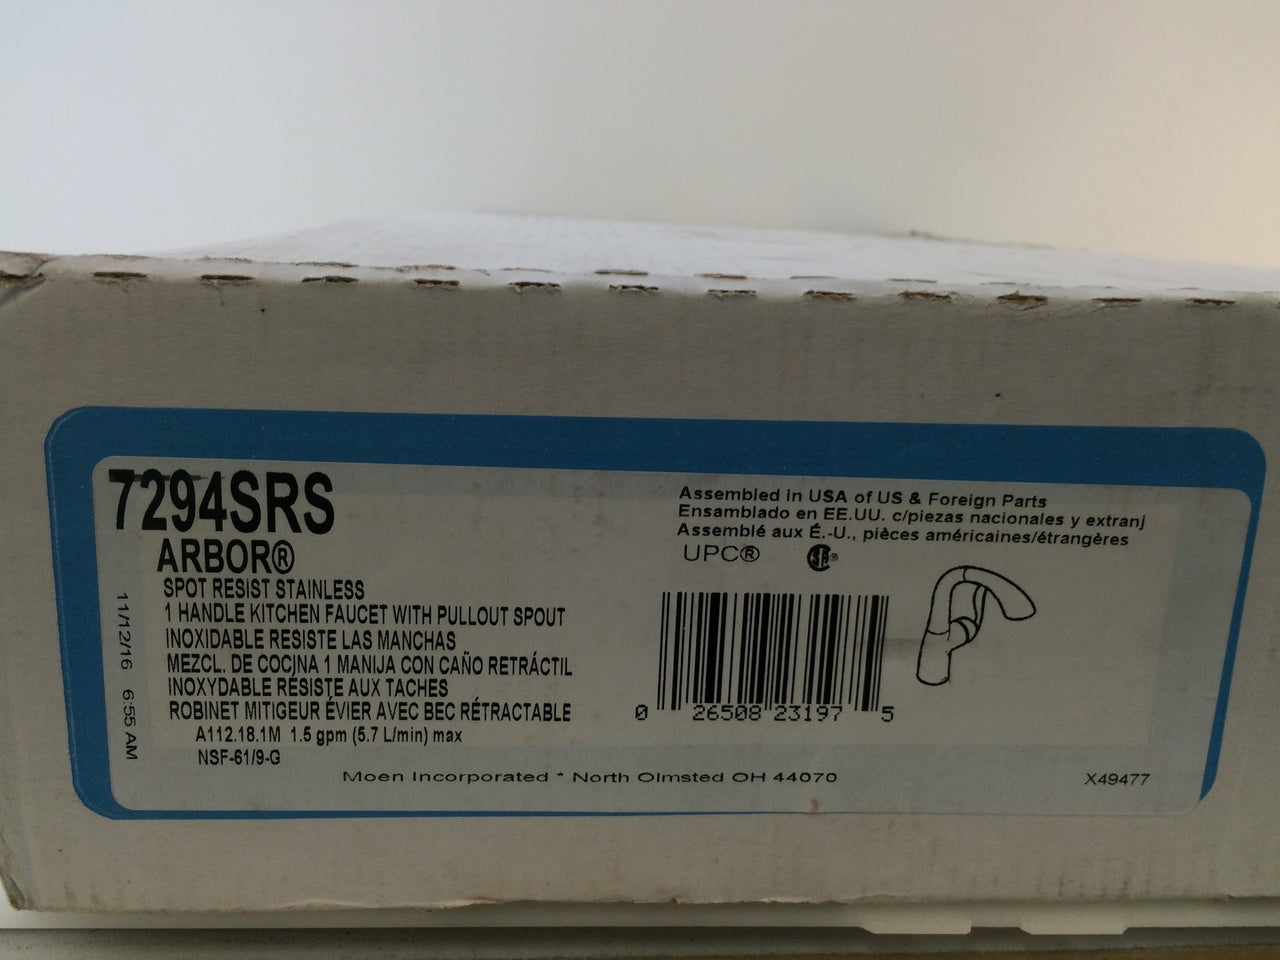 7294SRS
ARBOR®
SPOT RESIST STAINLESS
1 HANDLE KITCHEN FAUCET WITH PULLOUT SPOUT
INOXIDABLE RESISTE LAS MANCHAS
MEZCL. DE COCINA 1 MANIJA CON CAÑO RETRÁCTIL
INOXYDABLE RÉSISTE AUX TACHES
ROBINET MITIGEUR ÉVIER AVEC BEC RÉTRACTABLE
A112.18.1M 1.5 gpm (5.7 L/min) max
NSF-61/9-G
11/12/16 6:55 AM
Assembled in USA of US & Foreign Parts
Ensamblado en EE.UU. c/piezas nacionales y extranj
Assemblé aux É.-U., pièces américaines/étrangères
UPC® SA®
0 26508 23197 5
Moen Incorporated * North Olmsted OH 44070
X49477